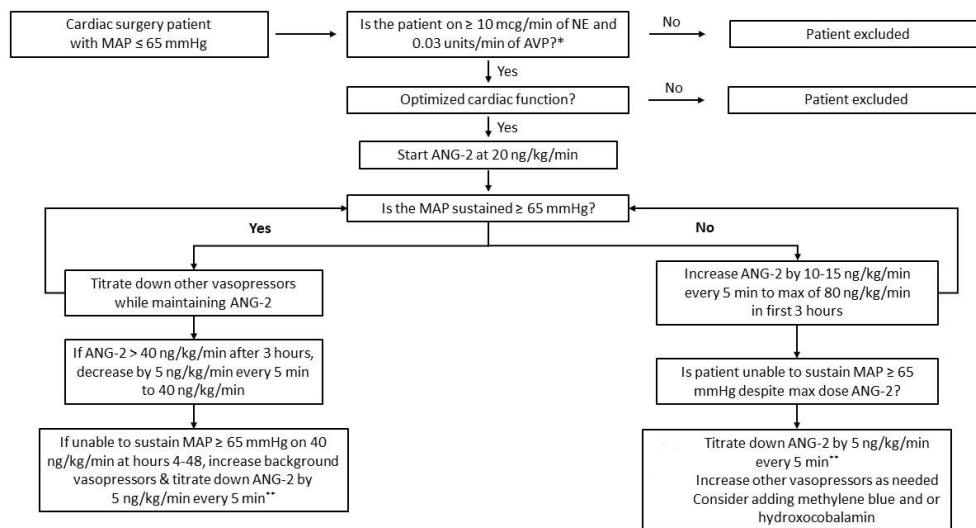 Cardiac surgery patient
with MAP ≤ 65 mmHg
Is the patient on ≥ 10 mcg/min of NE and
0.03 units/min of AVP?*
No
Patient excluded
Yes
Optimized cardiac function?
No
Patient excluded
Yes
Start ANG-2 at 20 ng/kg/min
Is the MAP sustained ≥ 65 mmHg?
Yes
No
Titrate down other vasopressors
while maintaining ANG-2
If ANG-2 > 40 ng/kg/min after 3 hours,
decrease by 5 ng/kg/min every 5 min
to 40 ng/kg/min
If unable to sustain MAP ≥ 65 mmHg on 40
ng/kg/min at hours 4-48, increase background
vasopressors & titrate down ANG-2 by
5 ng/kg/min every 5 min**
Increase ANG-2 by 10-15 ng/kg/min
every 5 min to max of 80 ng/kg/min
in first 3 hours
Is patient unable to sustain MAP ≥ 65
mmHg despite max dose ANG-2?
Titrate down ANG-2 by 5 ng/kg/min
every 5 min**
Increase other vasopressors as needed
Consider adding methylene blue and or
hydroxocobalamin